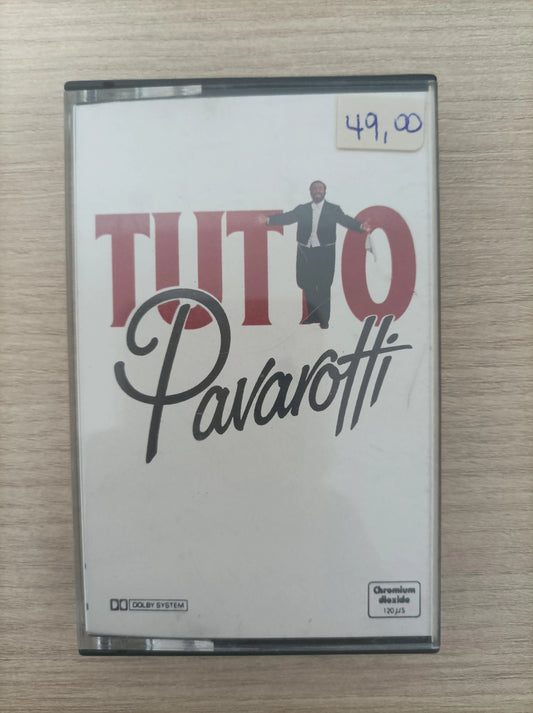 49,00
TUTTO
Pavarotti
DOLBY SYSTEM
Chromium
dioxide
120 µS